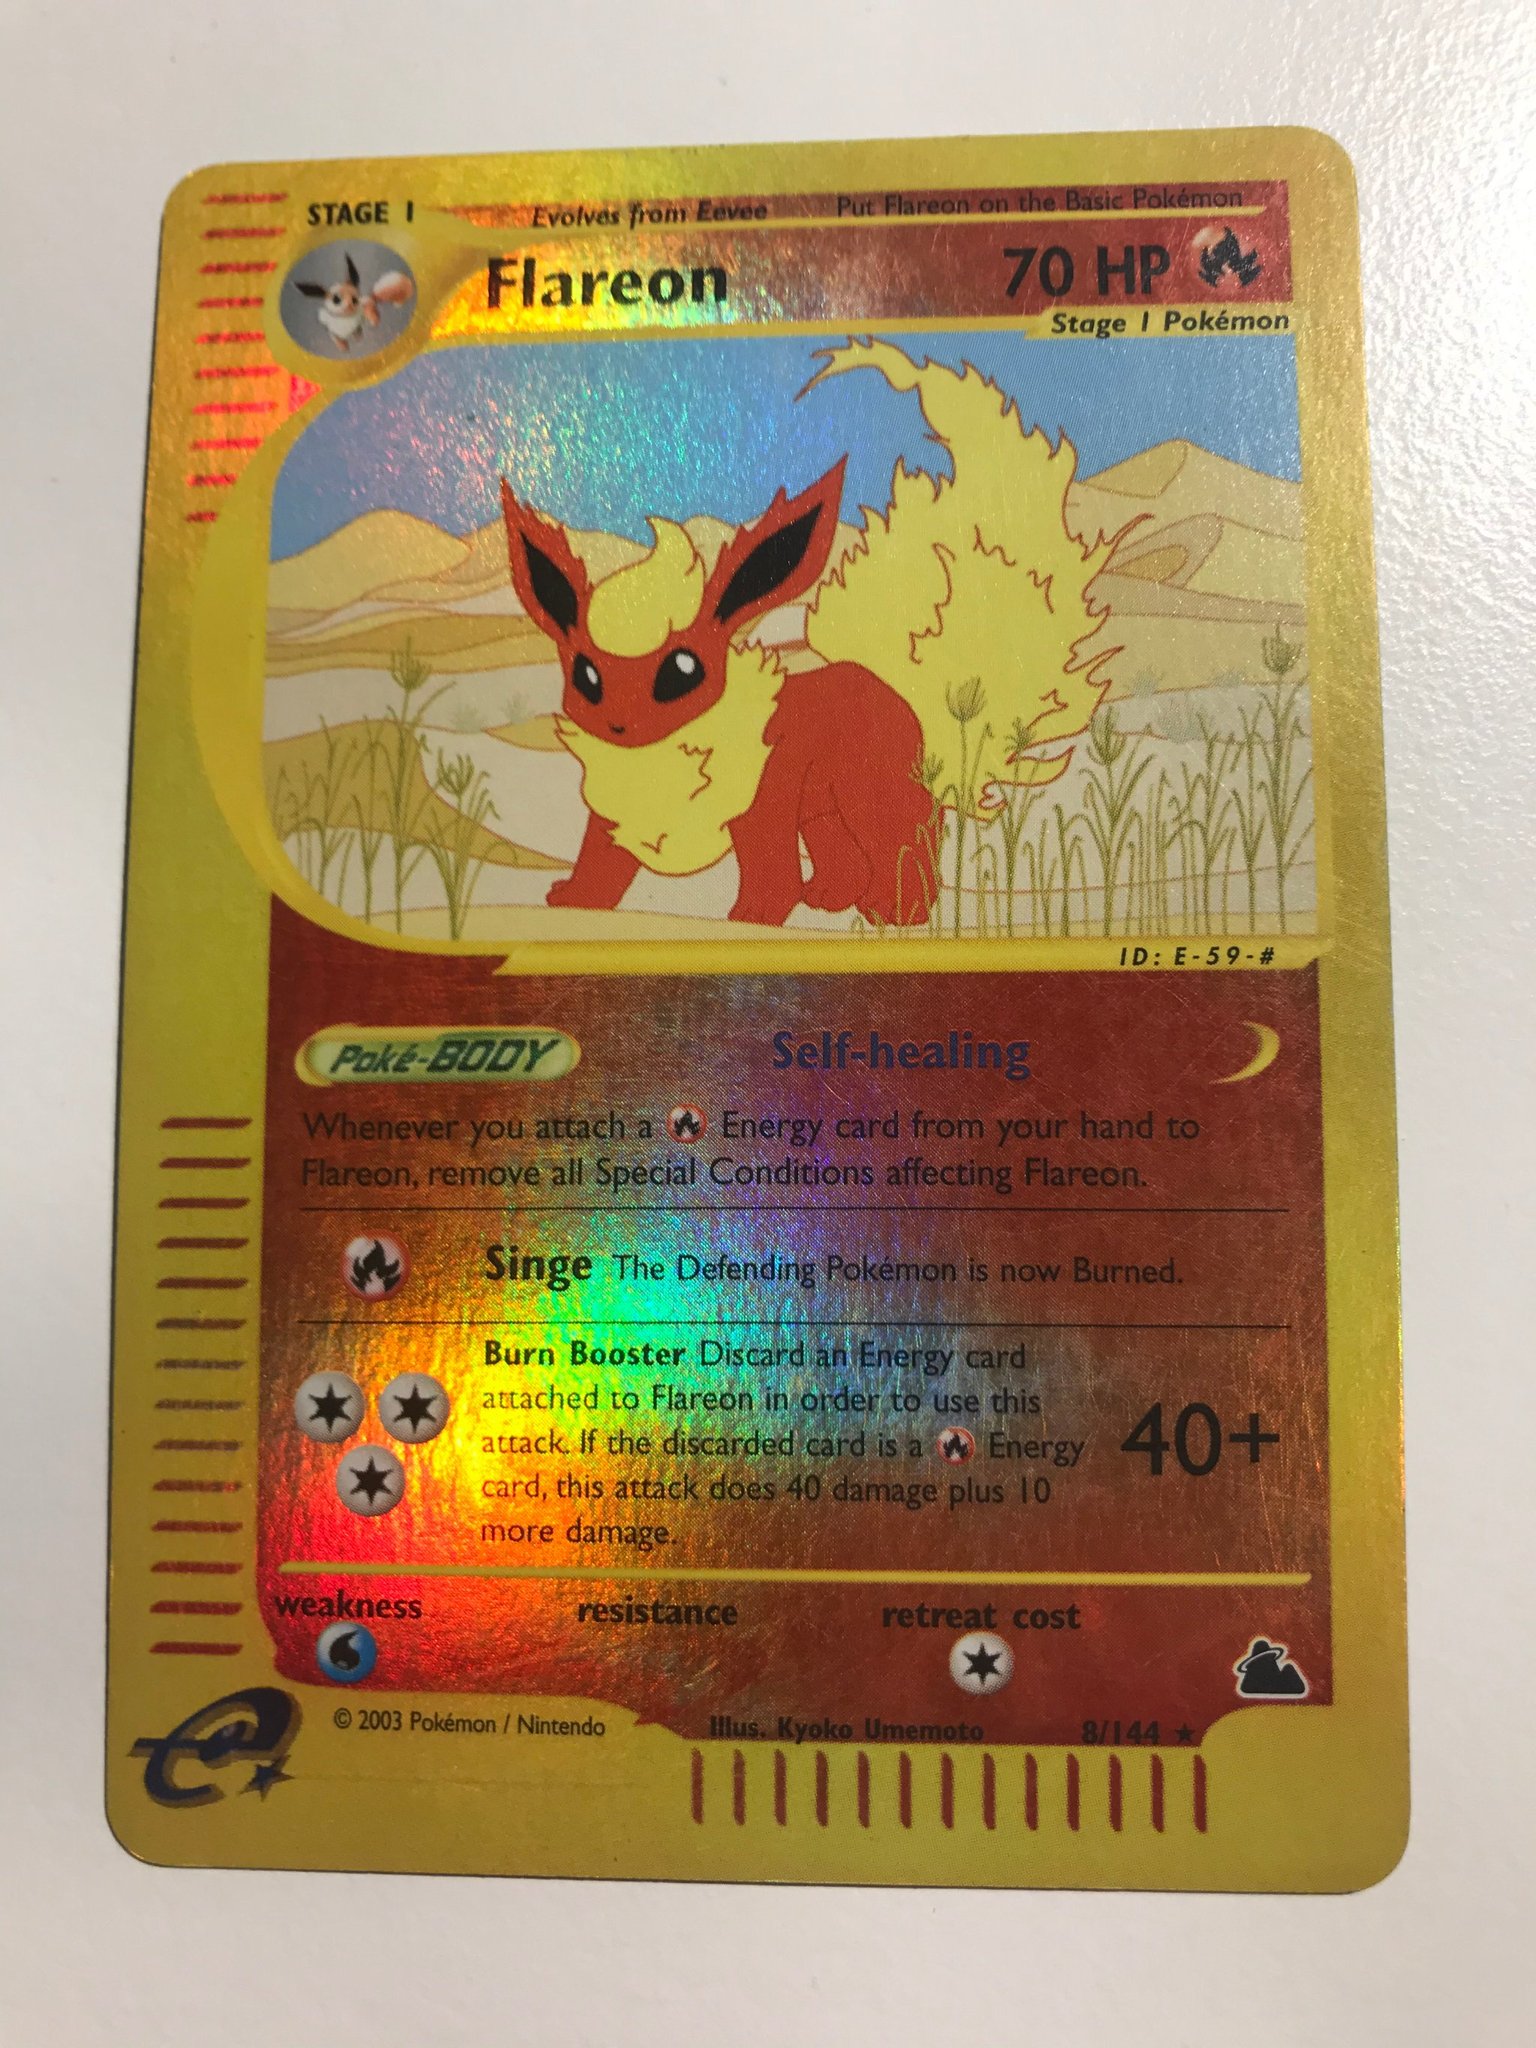 STAGE 1 Evolves from Eevee Put Flareon on the Basic Pokémon
Flareon 70 HP
Stage 1 Pokémon
ID: E-59-#
Poké-BODY Self-healing
Whenever you attach a Energy card from your hand to
Flareon, remove all Special Conditions affecting Flareon.
Singe The Defending Pokémon is now Burned.
Burn Booster Discard an Energy card
attached to Flareon in order to use this
attack. If the discarded card is a Energy
card, this attack does 40 damage plus 10
more damage.
40+
weakness resistance retreat cost
© 2003 Pokémon / Nintendo Illus. Kyoko Umemoto 8/144 ★
e